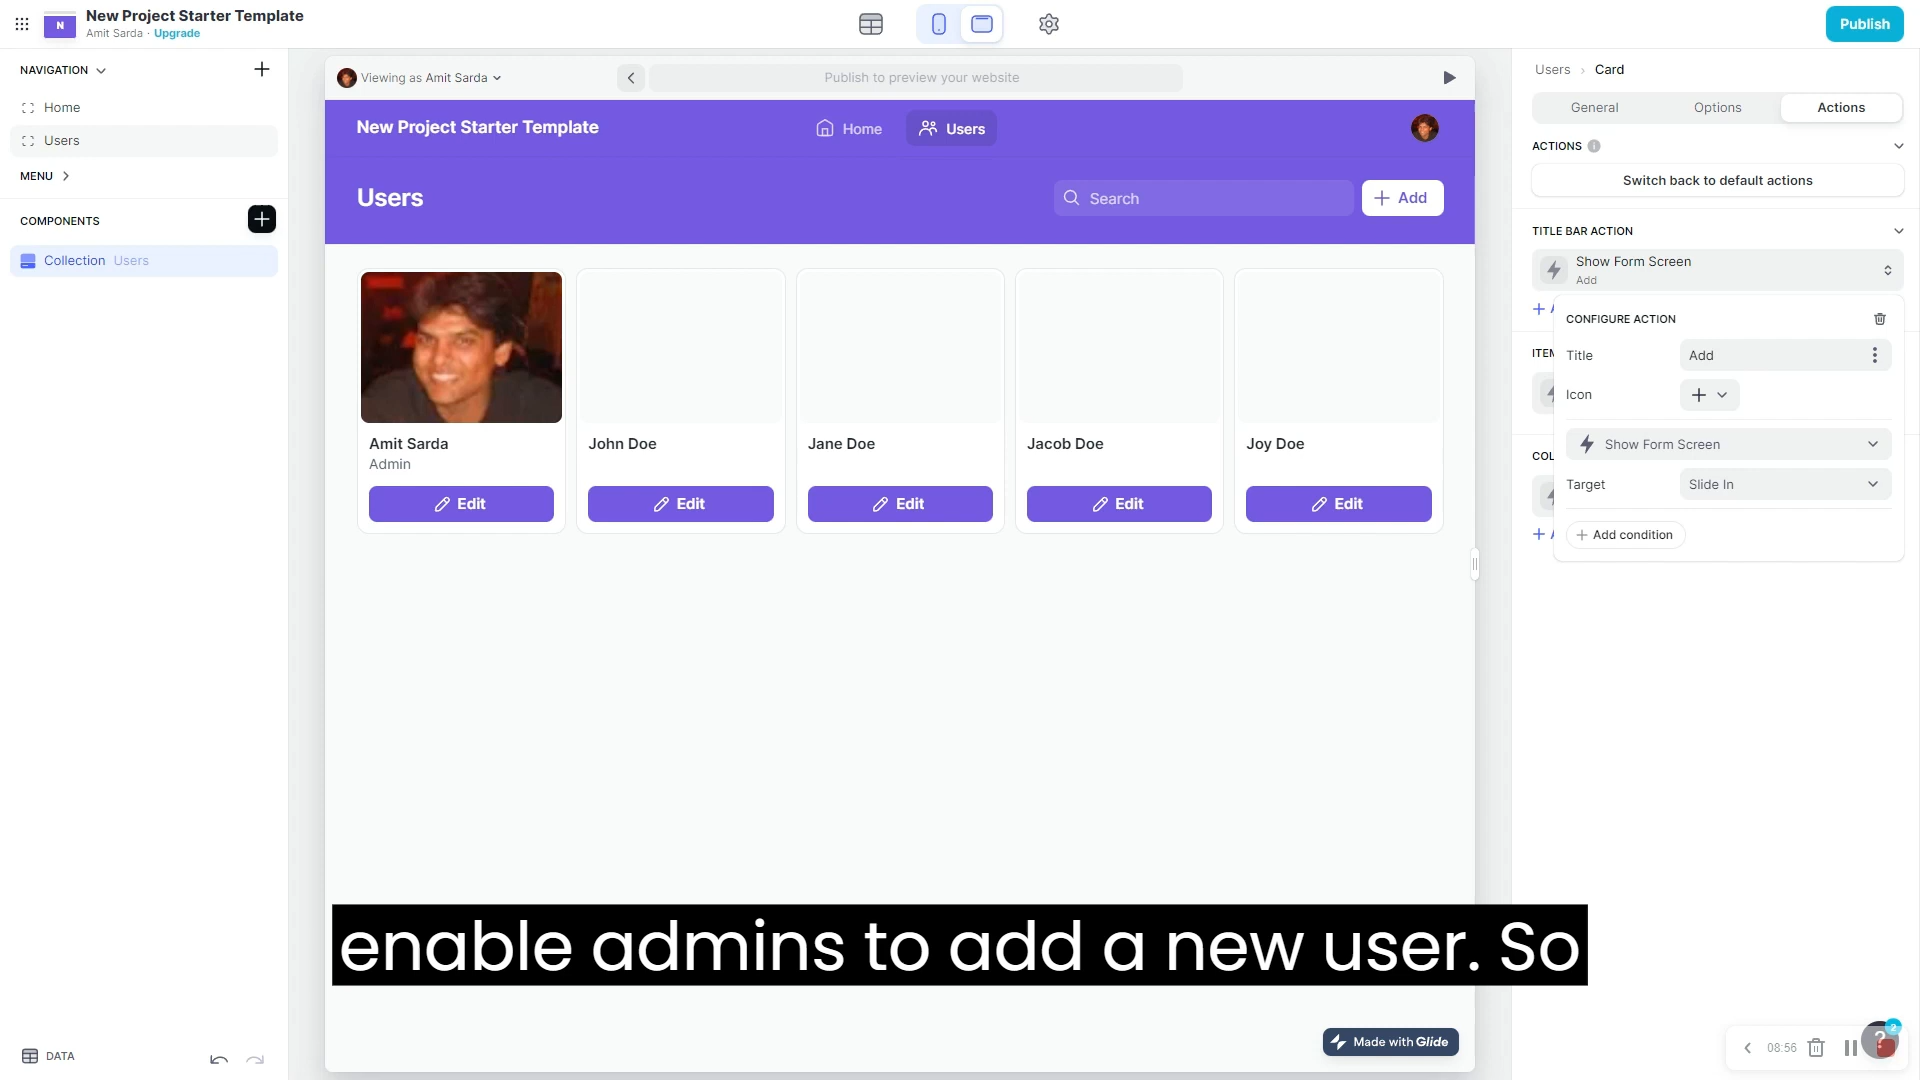 N
New Project Starter Template
Amit Sarda · Upgrade
Publish
NAVIGATION
Home
Users
MENU
COMPONENTS
Collection Users
DATA
Viewing as Amit Sarda
Publish to preview your website
New Project Starter Template
Home
Users
Users
Search
Add
Amit Sarda
Admin
Edit
John Doe
Edit
Jane Doe
Edit
Jacob Doe
Edit
Joy Doe
Edit
enable admins to add a new user. So
Made with Glide
Users › Card
General
Options
Actions
ACTIONS
Switch back to default actions
TITLE BAR ACTION
Show Form Screen
Add
CONFIGURE ACTION
Title
Add
Icon
Show Form Screen
Target
Slide In
Add condition
08:56
?
2